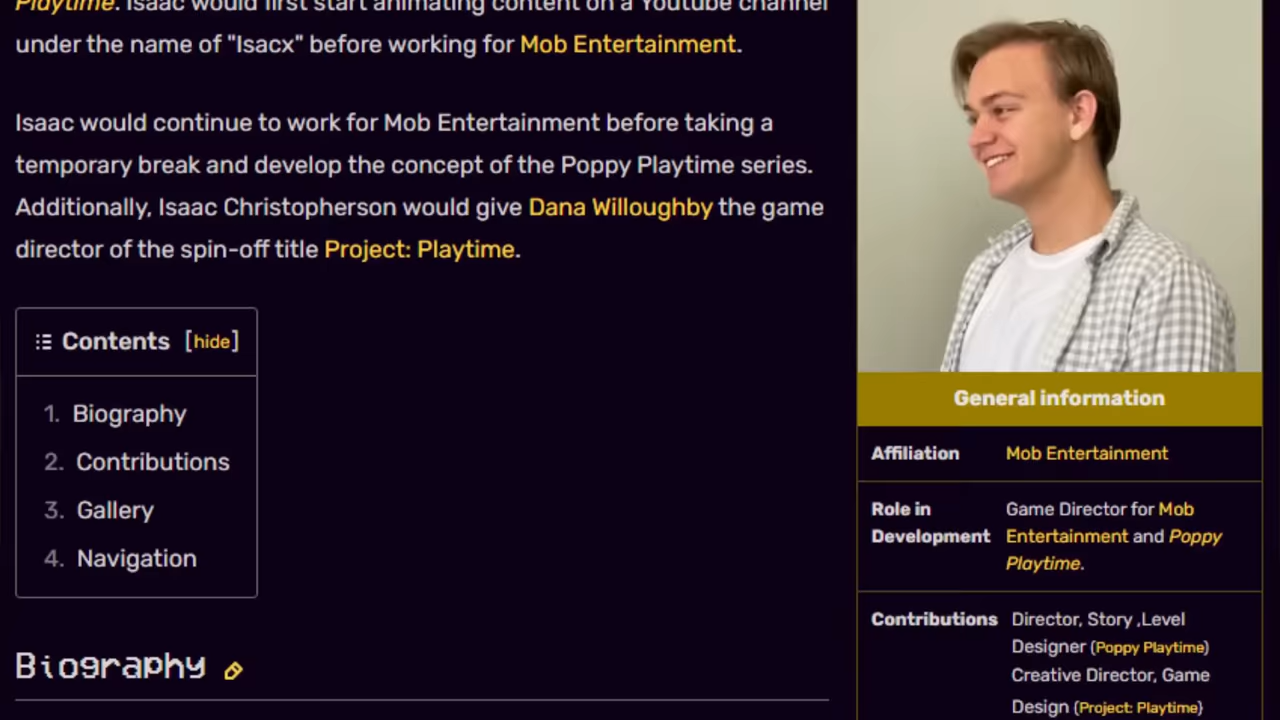 Playtime. Isaac would first start animating content on a Youtube channel
under the name of "Isacx" before working for Mob Entertainment.
Isaac would continue to work for Mob Entertainment before taking a
temporary break and develop the concept of the Poppy Playtime series.
Additionally, Isaac Christopherson would give Dana Willoughby the game
director of the spin-off title Project: Playtime.
Contents [hide]
1. Biography
2. Contributions
3. Gallery
4. Navigation
Biography
General information
Affiliation Mob Entertainment
Role in Development Game Director for Mob
Entertainment and Poppy
Playtime.
Contributions Director, Story ,Level
Designer (Poppy Playtime)
Creative Director, Game
Design (Project: Playtime)